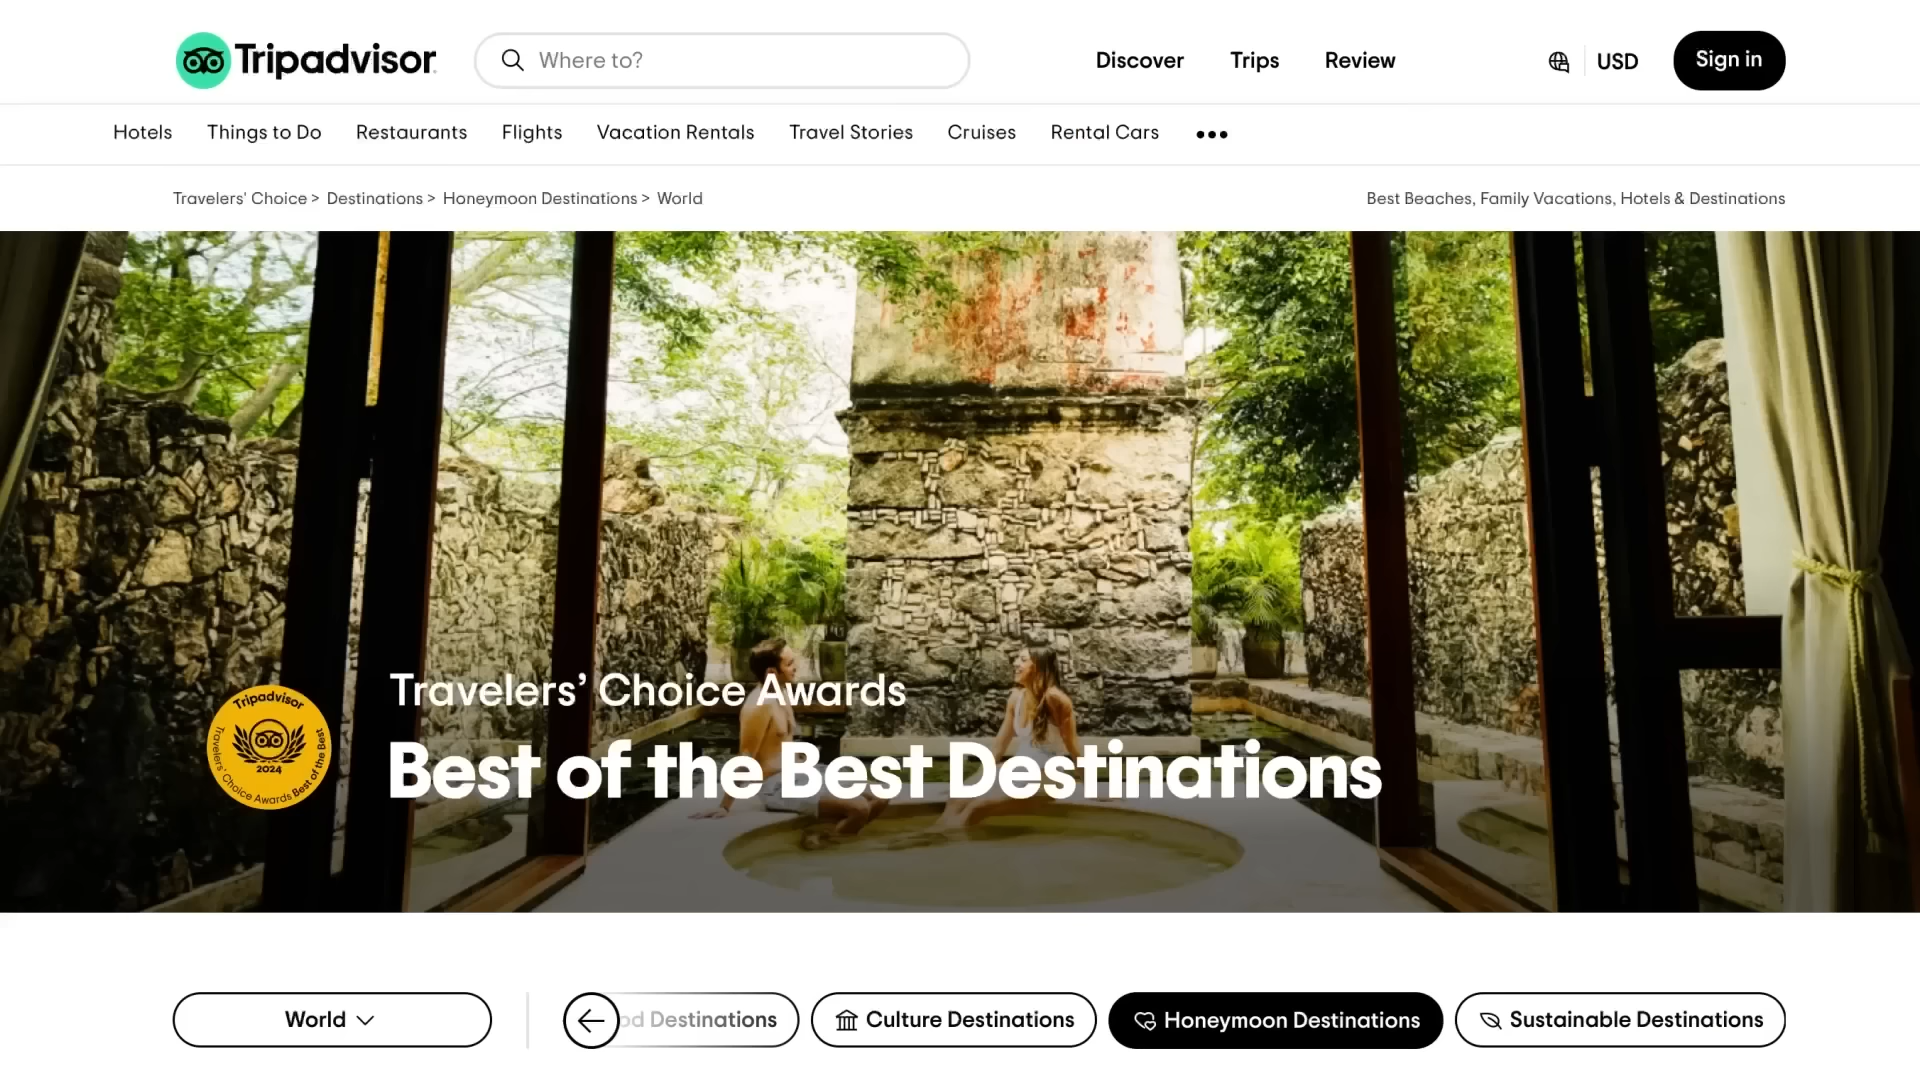 Tripadvisor
Where to?
Discover
Trips
Review
USD
Sign in
Hotels
Things to Do
Restaurants
Flights
Vacation Rentals
Travel Stories
Cruises
Rental Cars
Travelers' Choice > Destinations > Honeymoon Destinations > World
Best Beaches, Family Vacations, Hotels & Destinations
Tripadvisor
2024
Travelers' Choice Awards Best of the Best
Travelers’ Choice Awards
Best of the Best Destinations
World
Destinations
Culture Destinations
Honeymoon Destinations
Sustainable Destinations